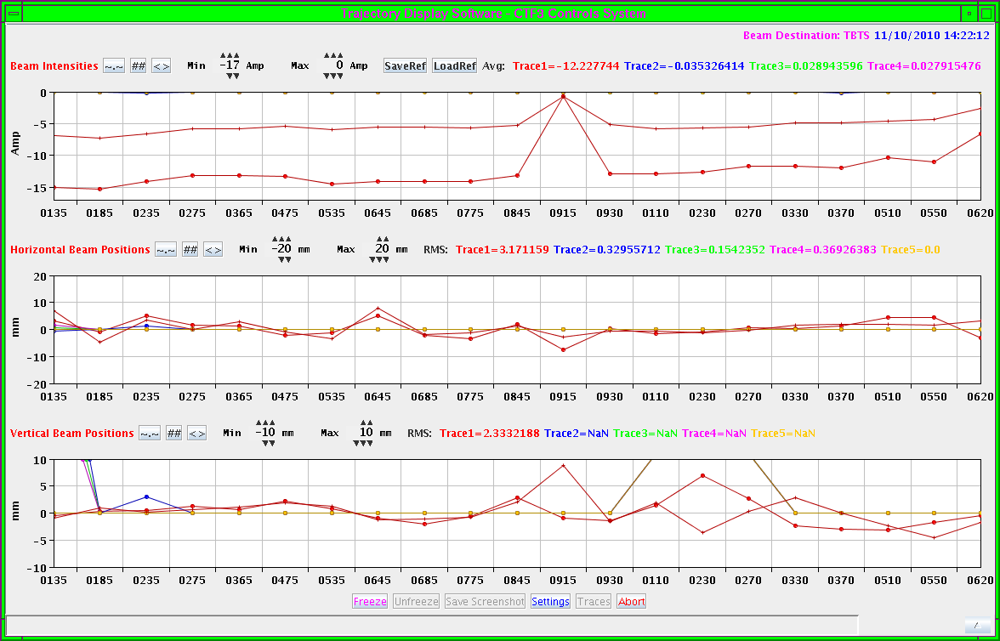 Trajectory Display Software - CTF3 Controls System
Beam Destination: TBTS 11/10/2010 14:22:12
Beam Intensities ~.~ ## <> Min -17 Amp Max 0 Amp SaveRef LoadRef Avg: Trace1=-12.227744 Trace2=-0.035326414 Trace3=0.028943596 Trace4=0.027915476
0
-5
-10
-15
Amp
0135 0185 0235 0275 0365 0475 0535 0645 0685 0775 0845 0915 0930 0110 0230 0270 0330 0370 0510 0550 0620
Horizontal Beam Positions ~.~ ## <> Min -20 mm Max 20 mm RMS: Trace1=3.171159 Trace2=0.32955712 Trace3=0.1542352 Trace4=0.36926383 Trace5=0.0
20
10
0
-10
-20
mm
0135 0185 0235 0275 0365 0475 0535 0645 0685 0775 0845 0915 0930 0110 0230 0270 0330 0370 0510 0550 0620
Vertical Beam Positions ~.~ ## <> Min -10 mm Max 10 mm RMS: Trace1=2.3332188 Trace2=NaN Trace3=NaN Trace4=NaN Trace5=NaN
10
5
0
-5
-10
mm
0135 0185 0235 0275 0365 0475 0535 0645 0685 0775 0845 0915 0930 0110 0230 0270 0330 0370 0510 0550 0620
Freeze Unfreeze Save Screenshot Settings Traces Abort